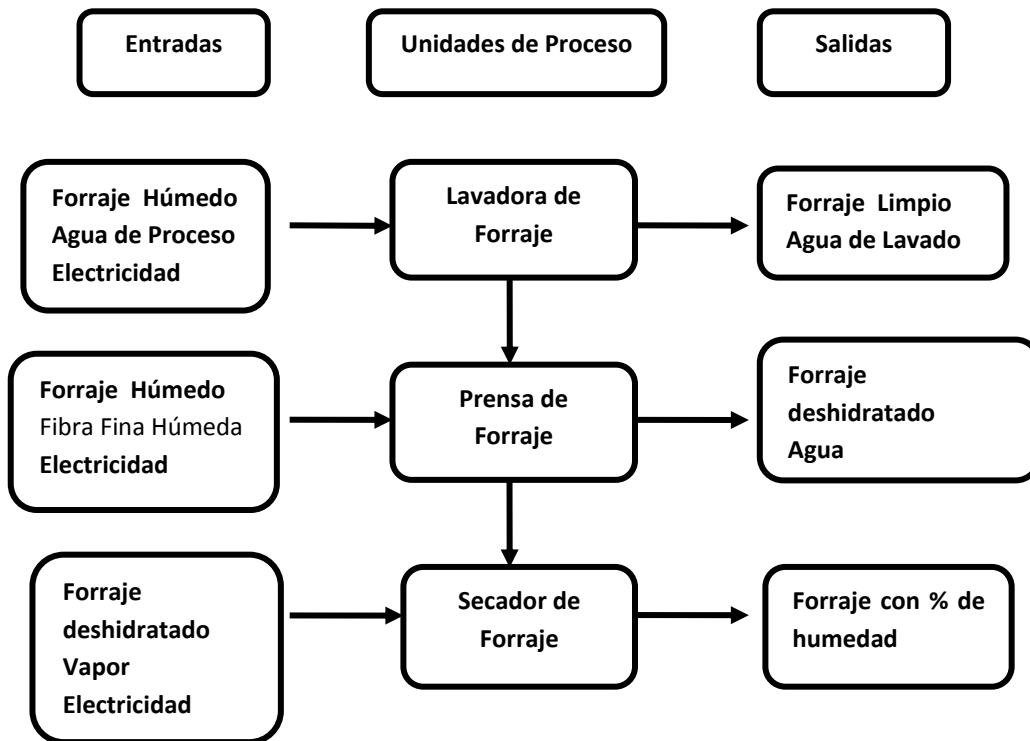 Entradas
Unidades de Proceso
Salidas
Forraje Húmedo
Agua de Proceso
Electricidad
Lavadora de
Forraje
Forraje Limpio
Agua de Lavado
Forraje Húmedo
Fibra Fina Húmeda
Electricidad
Prensa de
Forraje
Forraje
deshidratado
Agua
Forraje
deshidratado
Vapor
Electricidad
Secador de
Forraje
Forraje con % de
humedad